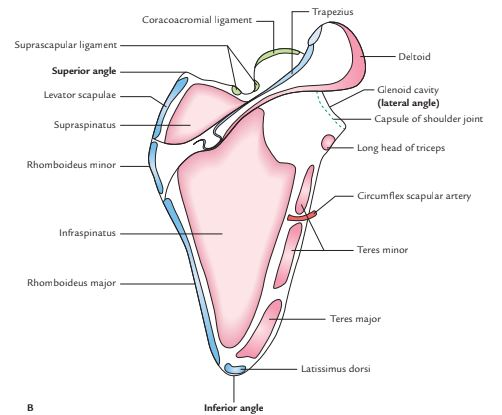 Trapezius
Coracoacromial ligament
Suprascapular ligament
Superior angle
Levator scapulae
Supraspinatus
Rhomboideus minor
Infraspinatus
Rhomboideus major
Deltoid
Glenoid cavity
(lateral angle)
Capsule of shoulder joint
Long head of triceps
Circumflex scapular artery
Teres minor
Teres major
Latissimus dorsi
B
Inferior angle